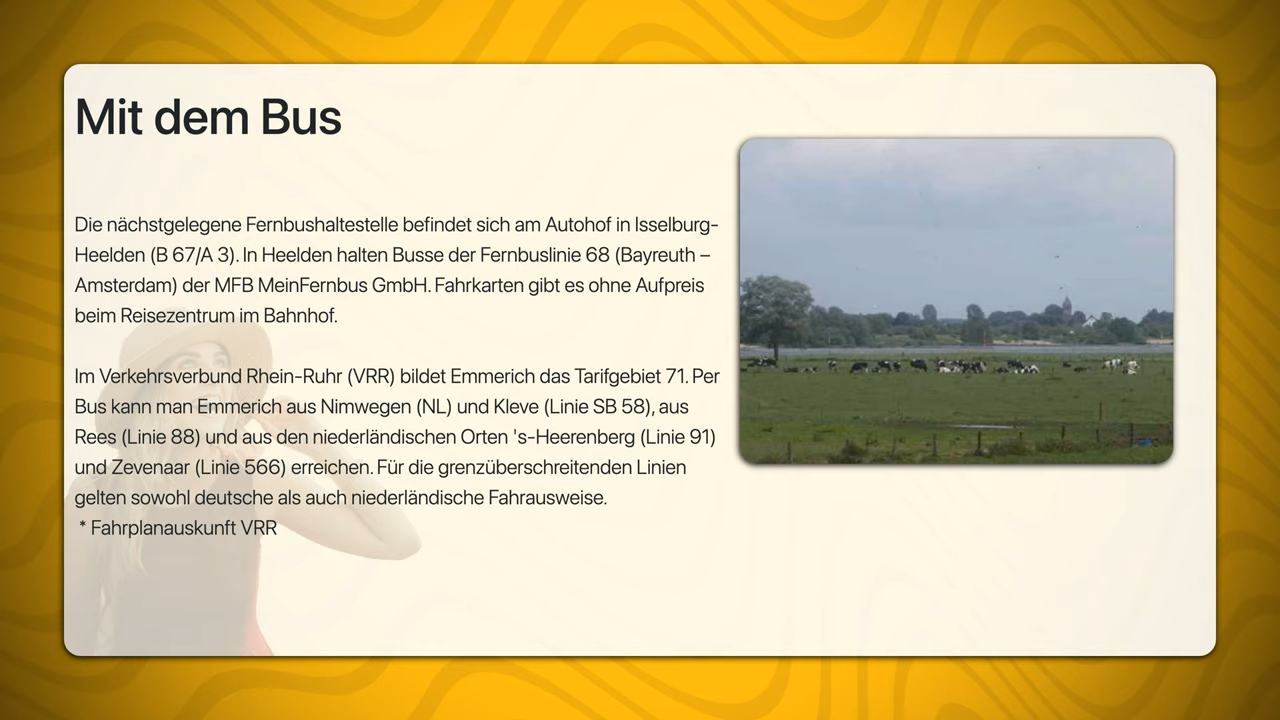 Mit dem Bus
Die nächstgelegene Fernbushaltestelle befindet sich am Autohof in Isselburg-
Heelden (B 67/A 3). In Heelden halten Busse der Fernbuslinie 68 (Bayreuth –
Amsterdam) der MFB MeinFernbus GmbH. Fahrkarten gibt es ohne Aufpreis
beim Reisezentrum im Bahnhof.
Im Verkehrsverbund Rhein-Ruhr (VRR) bildet Emmerich das Tarifgebiet 71. Per
Bus kann man Emmerich aus Nimwegen (NL) und Kleve (Linie SB 58), aus
Rees (Linie 88) und aus den niederländischen Orten 's-Heerenberg (Linie 91)
und Zevenaar (Linie 566) erreichen. Für die grenzüberschreitenden Linien
gelten sowohl deutsche als auch niederländische Fahrausweise.
* Fahrplanauskunft VRR